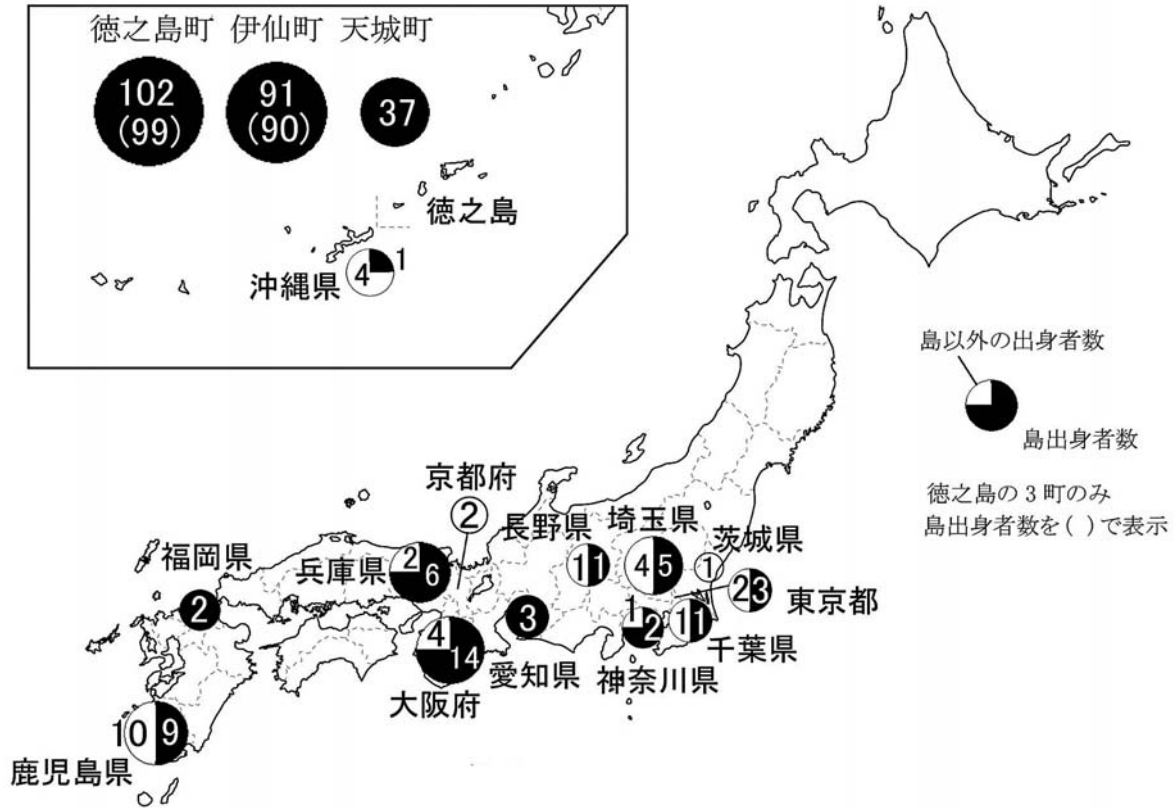 徳之島町 伊仙町 天城町
102
(99)
91
(90)
37
徳之島
沖縄県
4
1
島以外の出身者数
島出身者数
徳之島の3町のみ
島出身者数を( )で表示
京都府
2
長野県
1 1
埼玉県
4 5
茨城県
1
福岡県
2
兵庫県
2
6
東京都
2 3
千葉県
1 1
神奈川県
1
2
愛知県
3
大阪府
4
14
鹿児島県
10 9